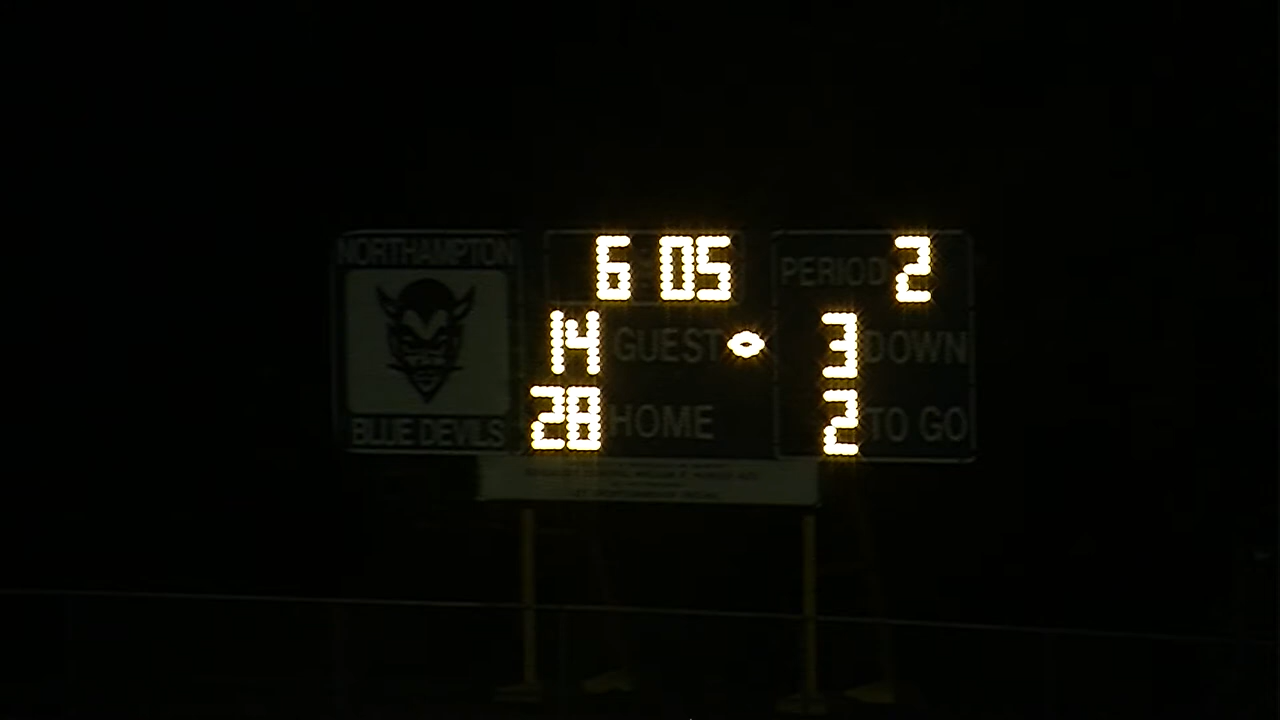 NORTHAMPTON
BLUE DEVILS
6 05
PERIOD 2
14 GUEST
3 DOWN
28 HOME
2 TO GO